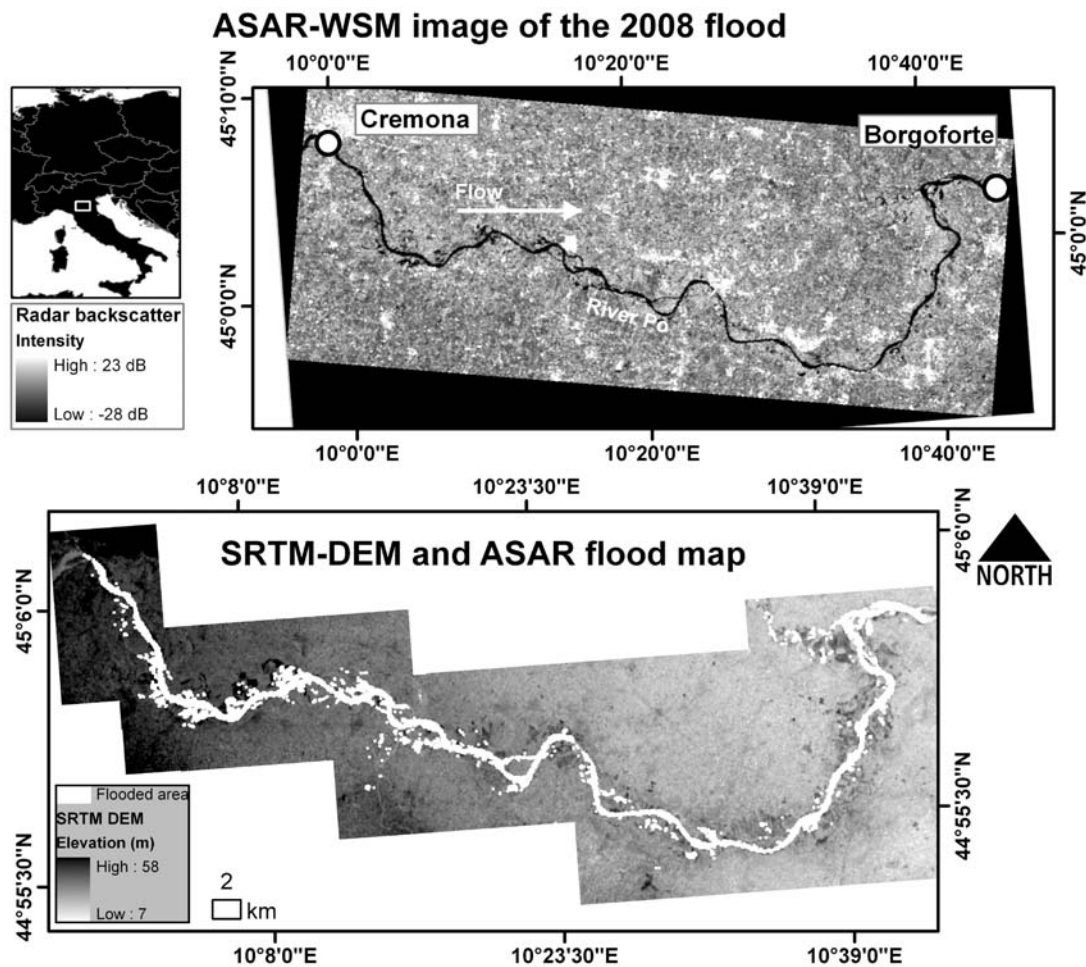 ASAR-WSM image of the 2008 flood
10°0'0"E 10°20'0"E 10°40'0"E
45°10'0"N
45°0'0"N
45°0'0"N
Cremona
Borgoforte
Flow
River Po
10°0'0"E 10°20'0"E 10°40'0"E
Radar backscatter
Intensity
High : 23 dB
Low : -28 dB
10°8'0"E 10°23'30"E 10°39'0"E
SRTM-DEM and ASAR flood map
45°6'0"N
44°55'30"N
45°6'0"N
44°55'30"N
NORTH
Flooded area
SRTM DEM
Elevation (m)
High : 58
Low : 7
2
km
10°8'0"E 10°23'30"E 10°39'0"E